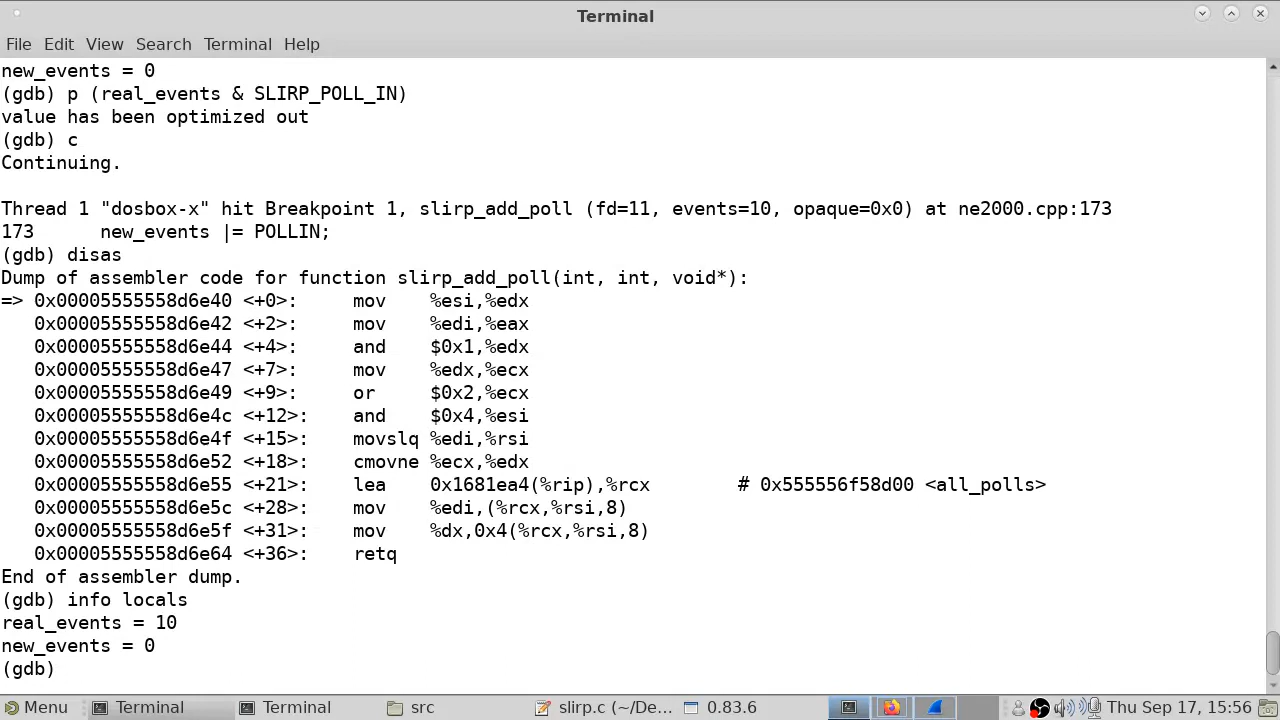 Terminal
File Edit View Search Terminal Help
new_events = 0
(gdb) p (real_events & SLIRP_POLL_IN)
value has been optimized out
(gdb) c
Continuing.
Thread 1 "dosbox-x" hit Breakpoint 1, slirp_add_poll (fd=11, events=10, opaque=0x0) at ne2000.cpp:173
173      new_events |= POLLIN;
(gdb) disas
Dump of assembler code for function slirp_add_poll(int, int, void*):
=> 0x00005555558d6e40 <+0>:     mov    %esi,%edx
   0x00005555558d6e42 <+2>:     mov    %edi,%eax
   0x00005555558d6e44 <+4>:     and    $0x1,%edx
   0x00005555558d6e47 <+7>:     mov    %edx,%ecx
   0x00005555558d6e49 <+9>:     or     $0x2,%ecx
   0x00005555558d6e4c <+12>:    and    $0x4,%esi
   0x00005555558d6e4f <+15>:    movslq %edi,%rsi
   0x00005555558d6e52 <+18>:    cmovne %ecx,%edx
   0x00005555558d6e55 <+21>:    lea    0x1681ea4(%rip),%rcx        # 0x555556f58d00 <all_polls>
   0x00005555558d6e5c <+28>:    mov    %edi,(%rcx,%rsi,8)
   0x00005555558d6e5f <+31>:    mov    %dx,0x4(%rcx,%rsi,8)
   0x00005555558d6e64 <+36>:    retq
End of assembler dump.
(gdb) info locals
real_events = 10
new_events = 0
(gdb)
Menu Terminal Terminal src slirp.c (~/De... 0.83.6 Thu Sep 17, 15:56